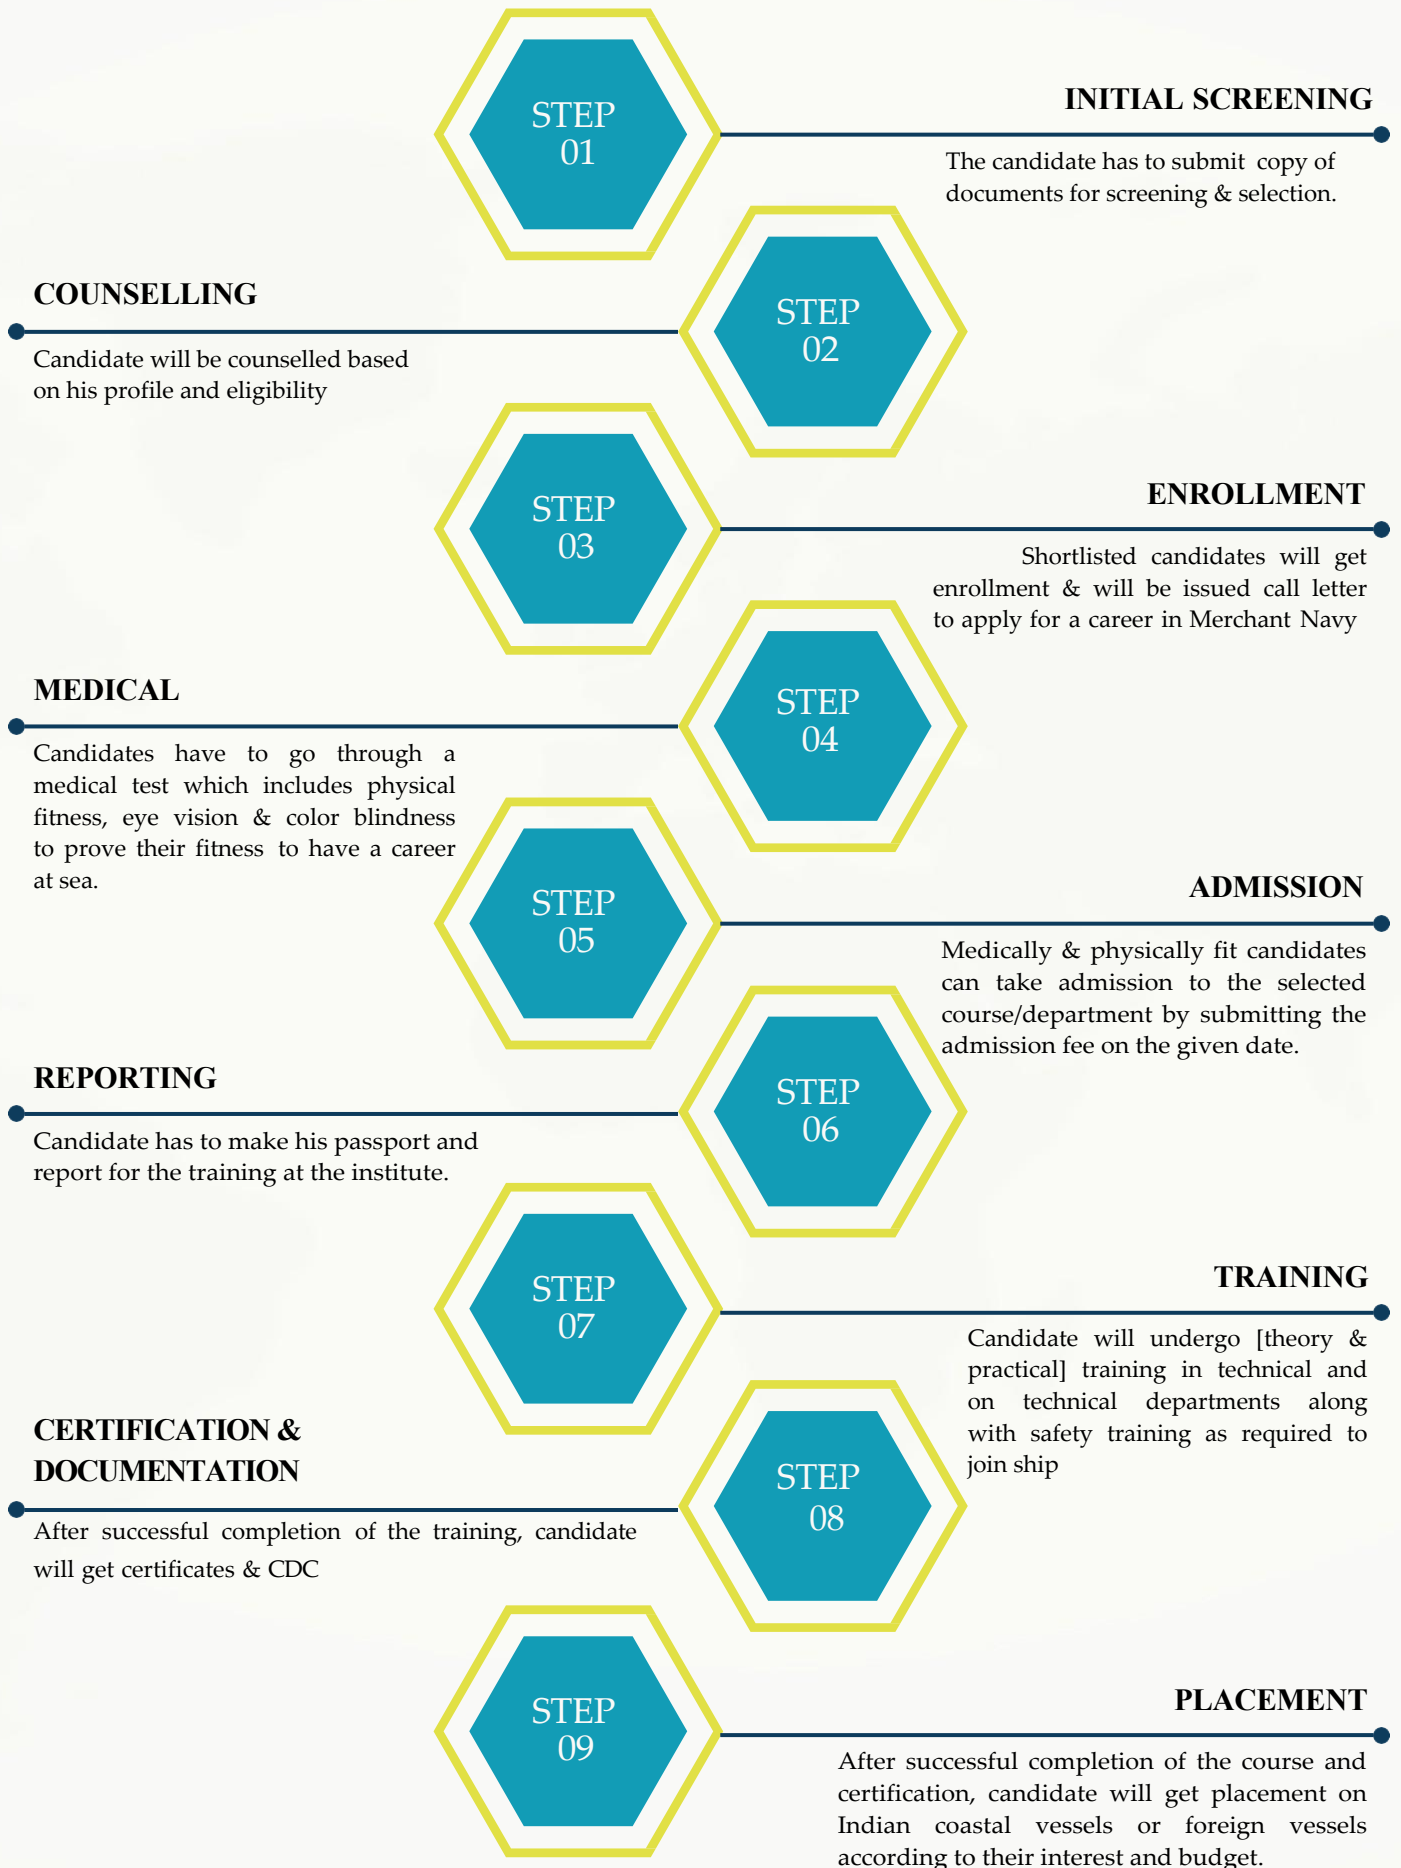 STEP
01
INITIAL SCREENING
The candidate has to submit copy of
documents for screening & selection.
STEP
02
COUNSELLING
Candidate will be counselled based
on his profile and eligibility
STEP
03
ENROLLMENT
Shortlisted candidates will get
enrollment & will be issued call letter
to apply for a career in Merchant Navy
STEP
04
MEDICAL
Candidates have to go through a
medical test which includes physical
fitness, eye vision & color blindness
to prove their fitness to have a career
at sea.
STEP
05
ADMISSION
Medically & physically fit candidates
can take admission to the selected
course/department by submitting the
admission fee on the given date.
STEP
06
REPORTING
Candidate has to make his passport and
report for the training at the institute.
STEP
07
TRAINING
Candidate will undergo [theory &
practical] training in technical and
on technical departments along
with safety training as required to
join ship
STEP
08
CERTIFICATION &
DOCUMENTATION
After successful completion of the training, candidate
will get certificates & CDC
STEP
09
PLACEMENT
After successful completion of the course and
certification, candidate will get placement on
Indian coastal vessels or foreign vessels
according to their interest and budget.